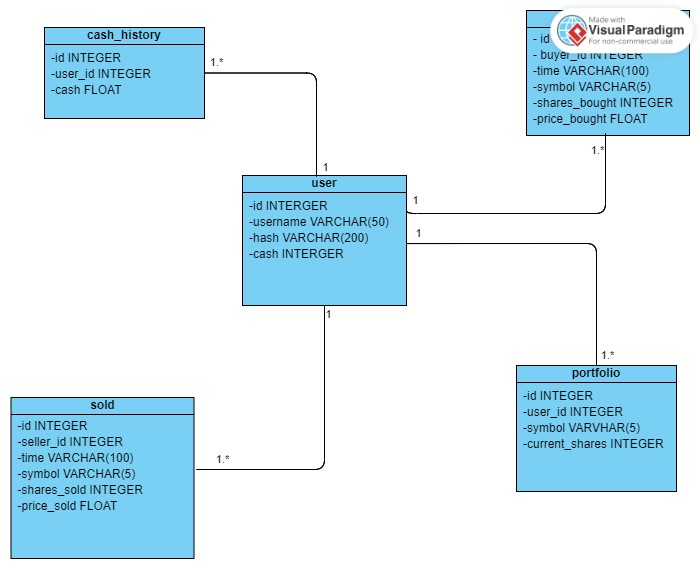 cash_history
-id INTEGER
-user_id INTEGER
-cash FLOAT
1.*
1
Made with
Visual Paradigm
For non-commercial use
- id
- buyer_id INTEGER
-time VARCHAR(100)
-symbol VARCHAR(5)
-shares_bought INTEGER
-price_bought FLOAT
1.*
1
user
-id INTERGER
-username VARCHAR(50)
-hash VARCHAR(200)
-cash INTERGER
1
1
1.*
portfolio
-id INTEGER
-user_id INTEGER
-symbol VARVHAR(5)
-current_shares INTEGER
sold
-id INTEGER
-seller_id INTEGER
-time VARCHAR(100)
-symbol VARCHAR(5)
-shares_sold INTEGER
-price_sold FLOAT
1.*